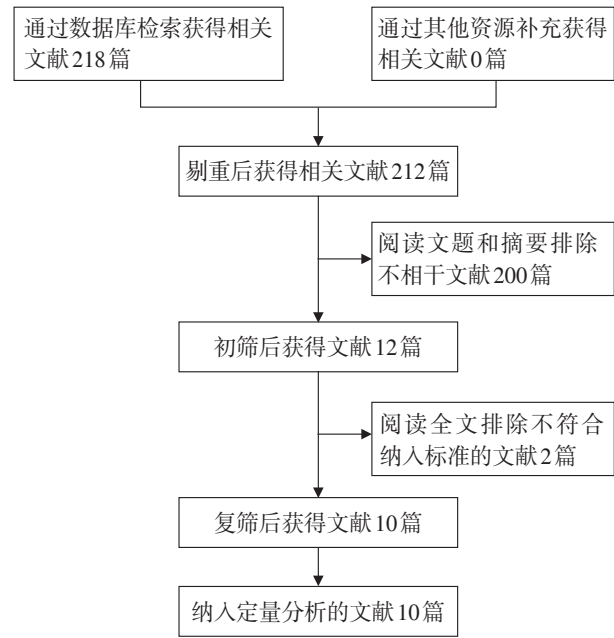 通过数据库检索获得相关
文献218篇
通过其他资源补充获得
相关文献0篇
剔重后获得相关文献212篇
阅读文题和摘要排除
不相干文献200篇
初筛后获得文献12篇
阅读全文排除不符合
纳入标准的文献2篇
复筛后获得文献10篇
纳入定量分析的文献10篇